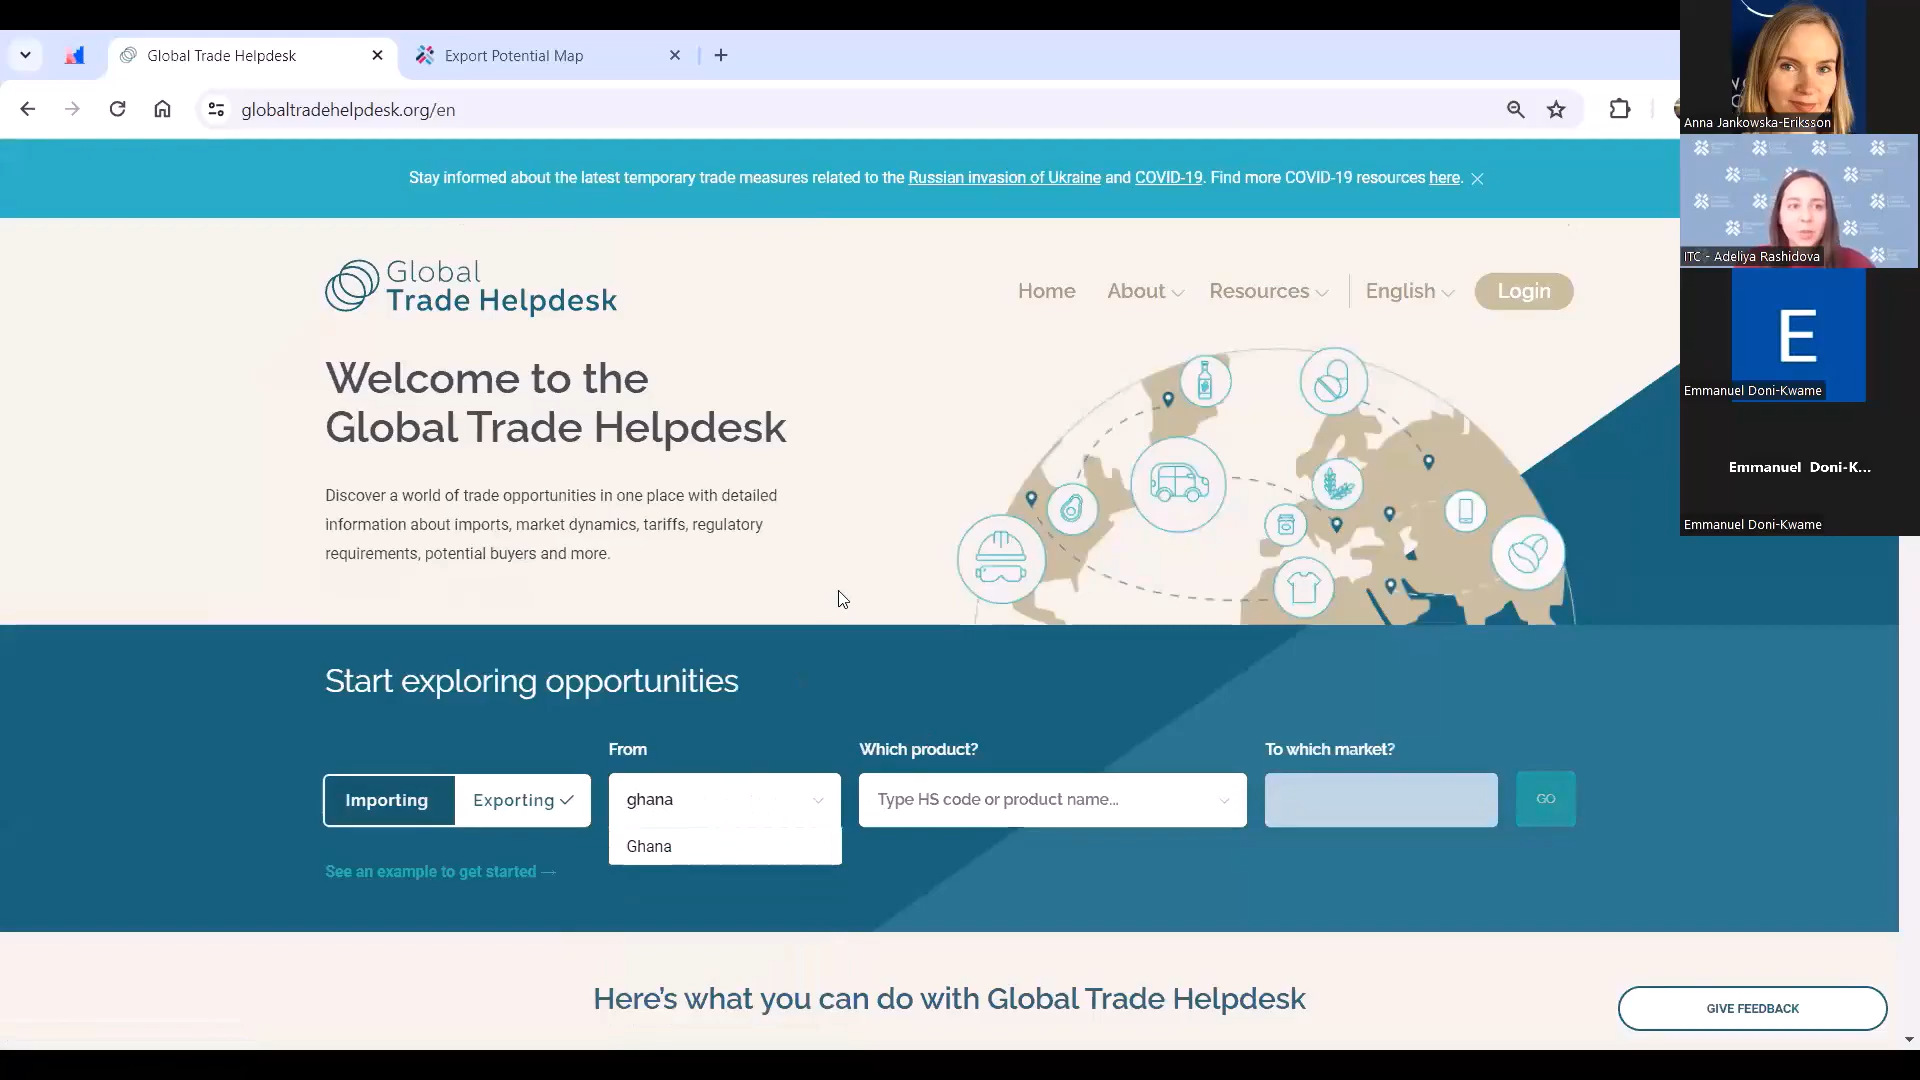 Global Trade Helpdesk
Export Potential Map
globaltradehelpdesk.org/en
Stay informed about the latest temporary trade measures related to the Russian invasion of Ukraine and COVID-19. Find more COVID-19 resources here.
Global
Trade Helpdesk
Home
About
Resources
English
Login
Welcome to the
Global Trade Helpdesk
Discover a world of trade opportunities in one place with detailed
information about imports, market dynamics, tariffs, regulatory
requirements, potential buyers and more.
Start exploring opportunities
From
Which product?
To which market?
Importing
Exporting
ghana
Type HS code or product name...
GO
Ghana
See an example to get started →
Here's what you can do with Global Trade Helpdesk
GIVE FEEDBACK
Anna Jankowska-Eriksson
ITC - Adeliya Rashidova
E
Emmanuel Doni-Kwame
Emmanuel Doni-K...
Emmanuel Doni-Kwame